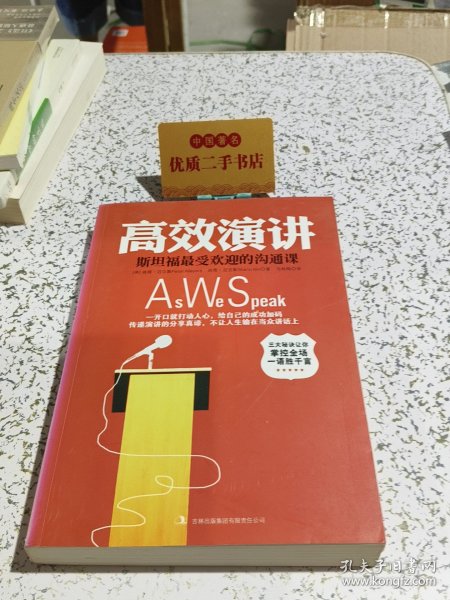 中国著名
优质二手书店
高效演讲
斯坦福最受欢迎的沟通课
As We Speak
一开口就打动人心，给自己的成功加码
传递演讲的分享真谛，不让人生输在当众讲话上
三大秘诀让你
掌控全场
一语胜千言
★★★★★
吉林出版集团有限责任公司
孔夫子旧书网
www.kongfz.com